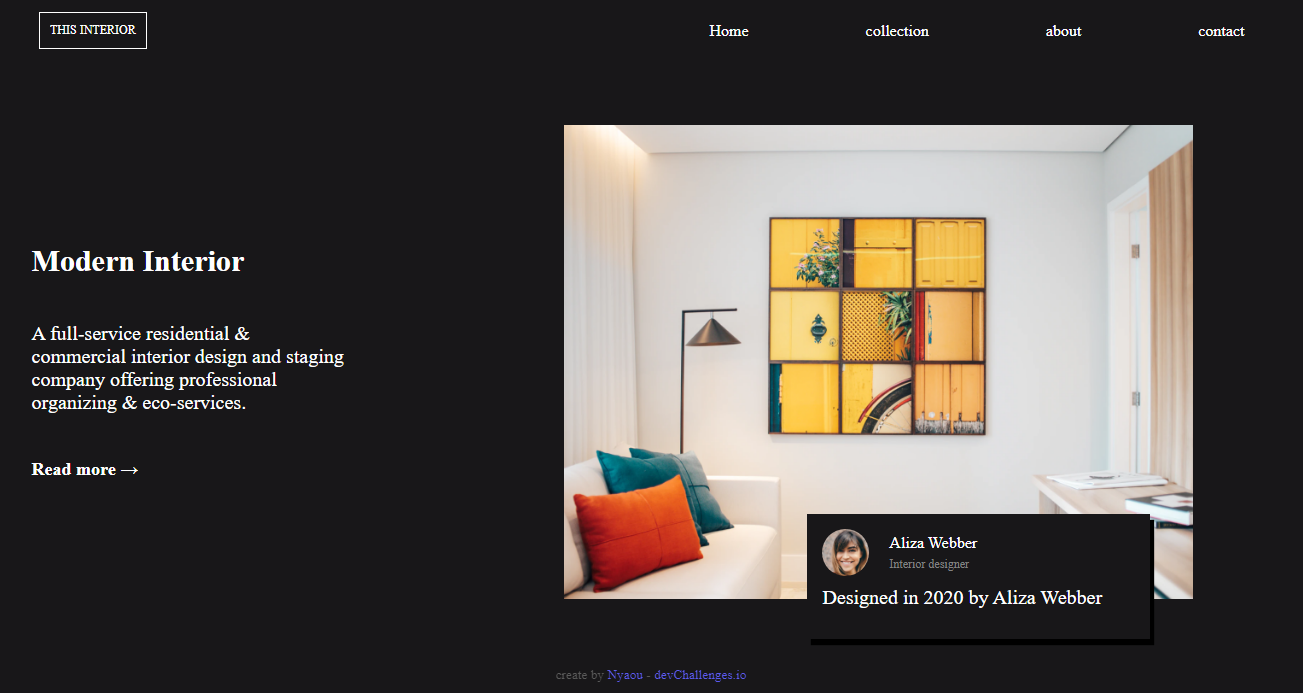 THIS INTERIOR
Home collection about contact
Modern Interior
A full-service residential &
commercial interior design and staging
company offering professional
organizing & eco-services.
Read more →
Aliza Webber
Interior designer
Designed in 2020 by Aliza Webber
create by Nyaou - devChallenges.io